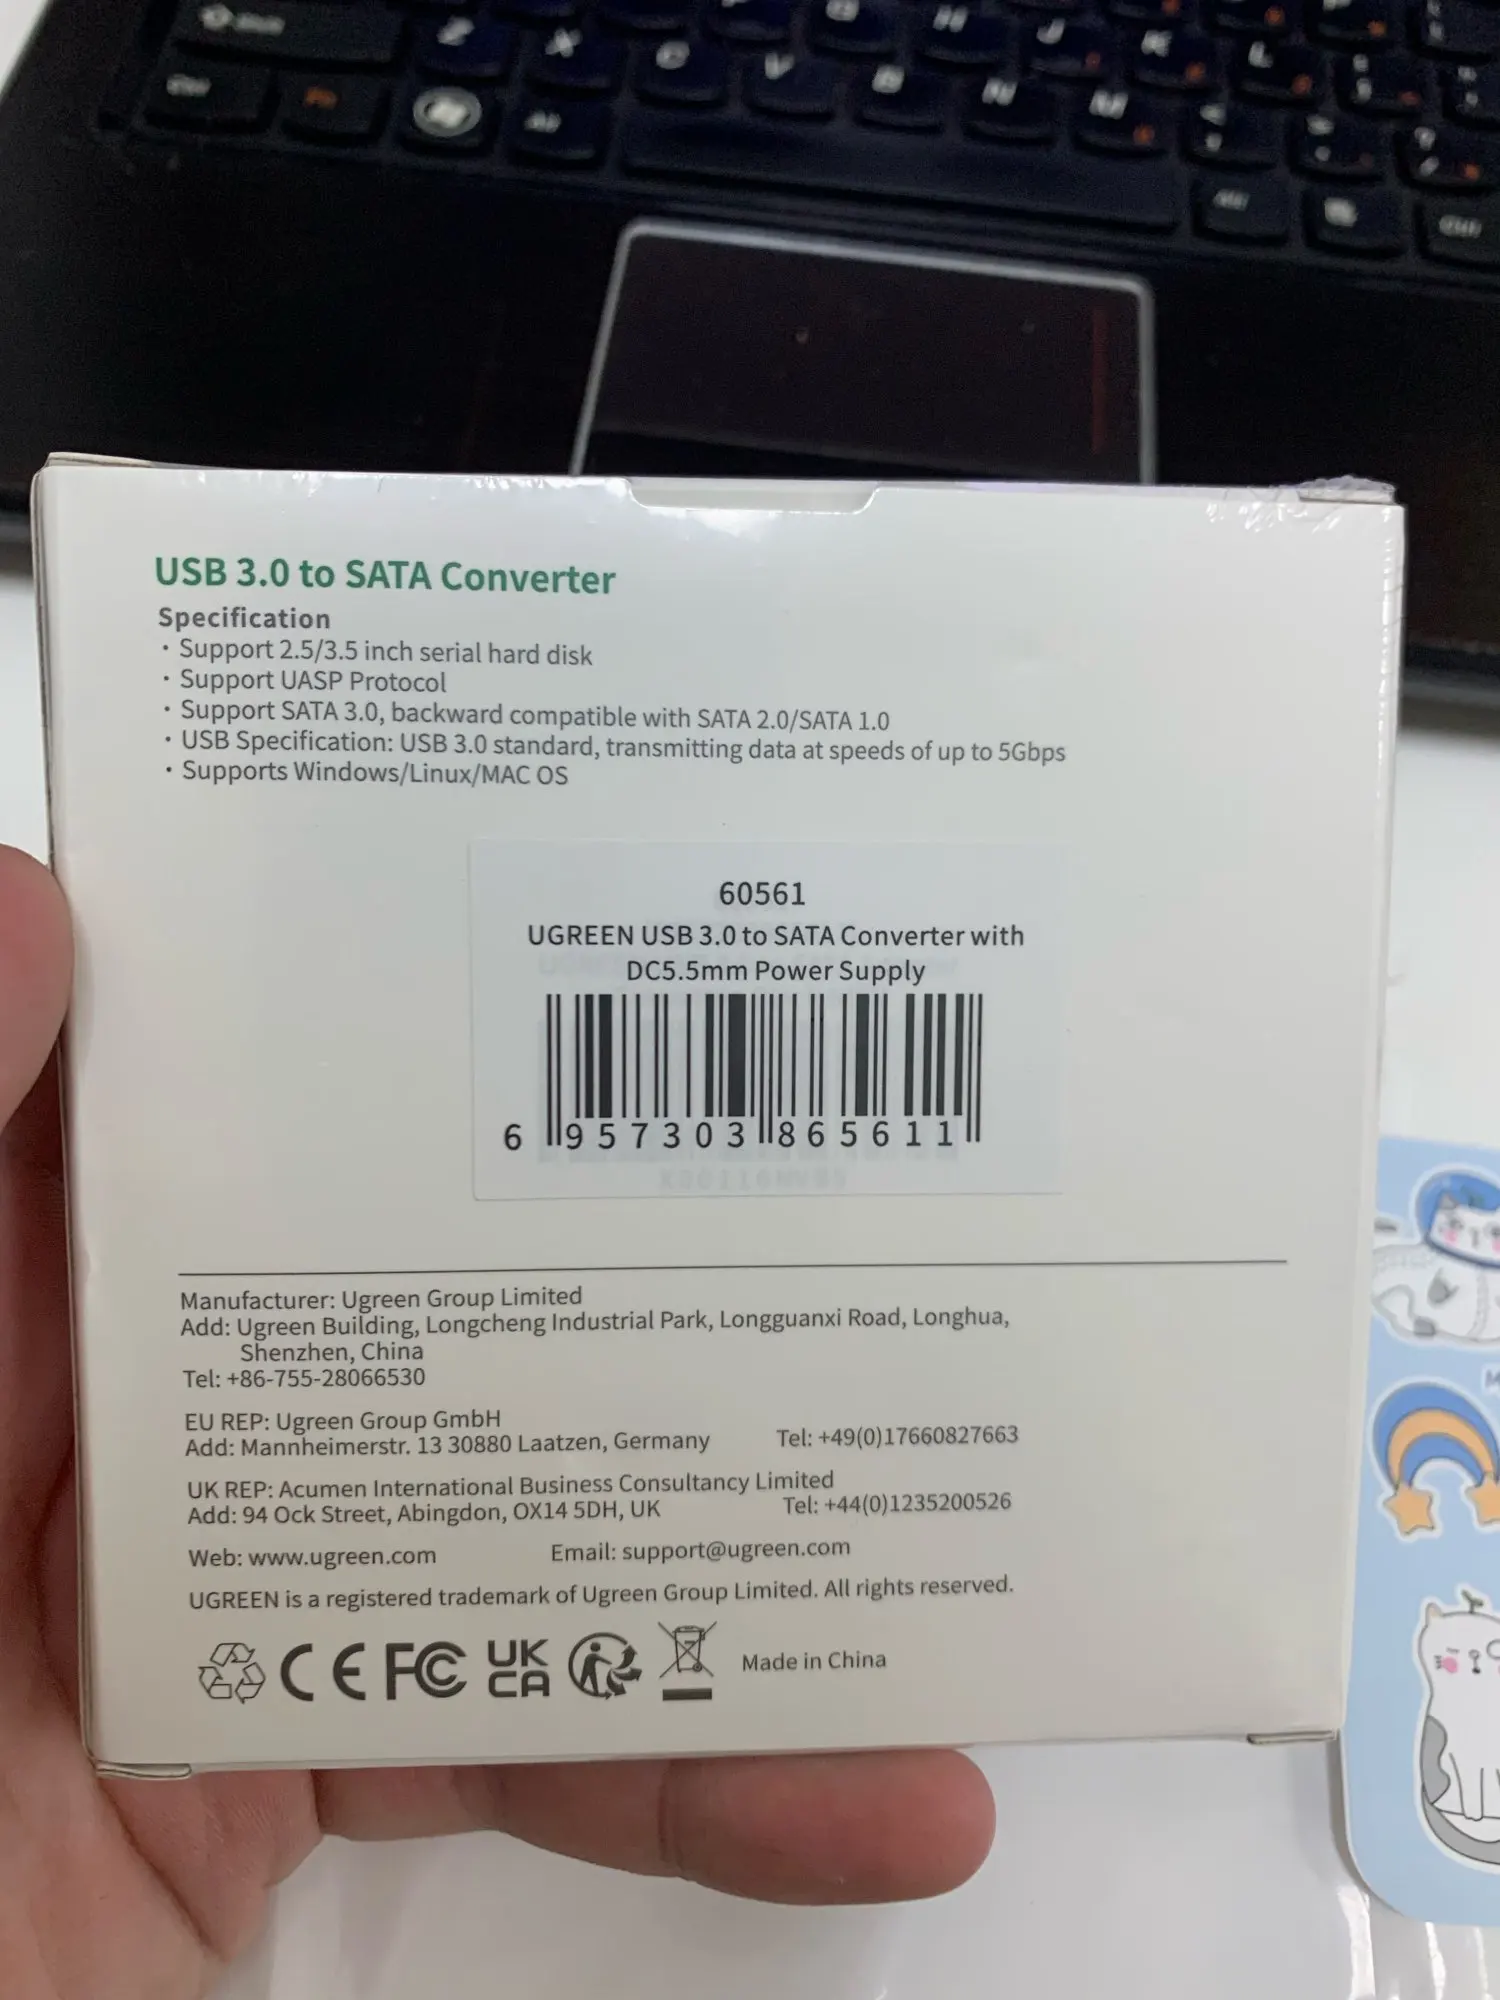 Z X C V B N M
H J K L
Alt
USB 3.0 to SATA Converter
Specification
· Support 2.5/3.5 inch serial hard disk
· Support UASP Protocol
· Support SATA 3.0, backward compatible with SATA 2.0/SATA 1.0
· USB Specification: USB 3.0 standard, transmitting data at speeds of up to 5Gbps
· Supports Windows/Linux/MAC OS
60561
UGREEN USB 3.0 to SATA Converter with
DC5.5mm Power Supply
6 957303 865611
Manufacturer: Ugreen Group Limited
Add: Ugreen Building, Longcheng Industrial Park, Longguanxi Road, Longhua,
Shenzhen, China
Tel: +86-755-28066530
EU REP: Ugreen Group GmbH
Add: Mannheimerstr. 13 30880 Laatzen, Germany Tel: +49(0)17660827663
UK REP: Acumen International Business Consultancy Limited
Add: 94 Ock Street, Abingdon, OX14 5DH, UK Tel: +44(0)1235200526
Web: www.ugreen.com Email: support@ugreen.com
UGREEN is a registered trademark of Ugreen Group Limited. All rights reserved.
CE FC UK CA Made in China